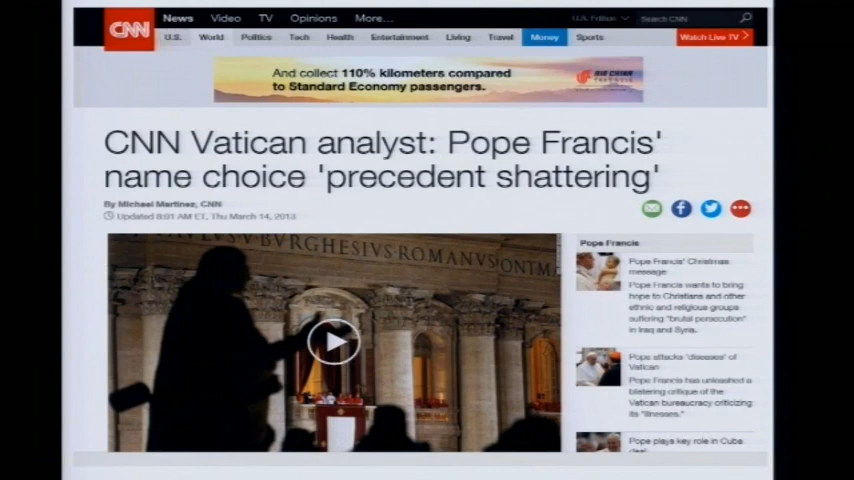 CNN
News Video TV Opinions More...
U.S. Edition
Search CNN
U.S. World Politics Tech Health Entertainment Living Travel Money Sports
Watch Live TV
And collect 110% kilometers compared
to Standard Economy passengers.
AIR CHINA
CNN Vatican analyst: Pope Francis'
name choice 'precedent shattering'
By Michael Martinez, CNN
Updated 8:01 AM ET, Thu March 14, 2013
BVRGHESIVS·ROMANVS
Pope Francis
Pope Francis' Christmas
message
Pope Francis wants to bring
hope to Christians and other
ethnic and religious groups
suffering "brutal persecution"
in Iraq and Syria.
Pope attacks 'diseases' of
Vatican
Pope Francis has unleashed a
blistering critique of the
Vatican bureaucracy criticizing
its "illnesses."
Pope plays key role in Cuba
deal